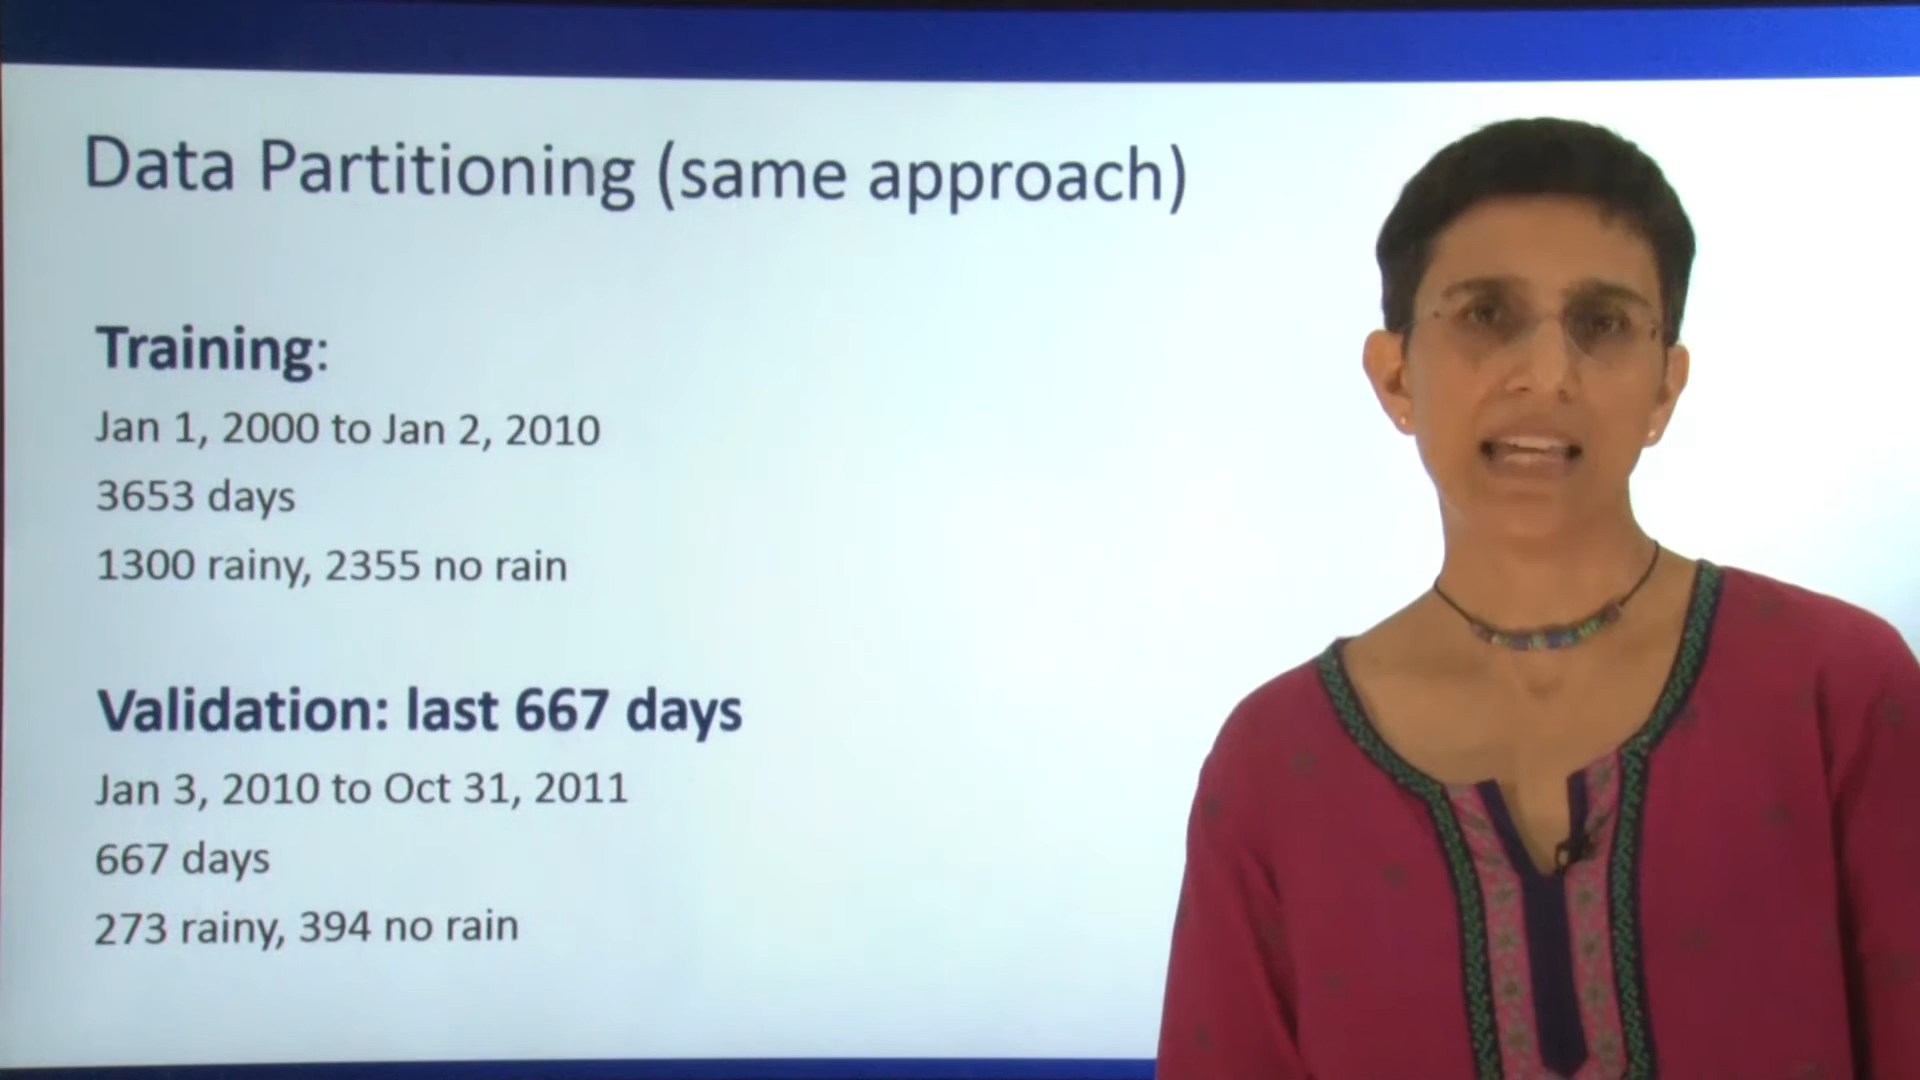 Data Partitioning (same approach)
Training:
Jan 1, 2000 to Jan 2, 2010
3653 days
1300 rainy, 2355 no rain
Validation: last 667 days
Jan 3, 2010 to Oct 31, 2011
667 days
273 rainy, 394 no rain